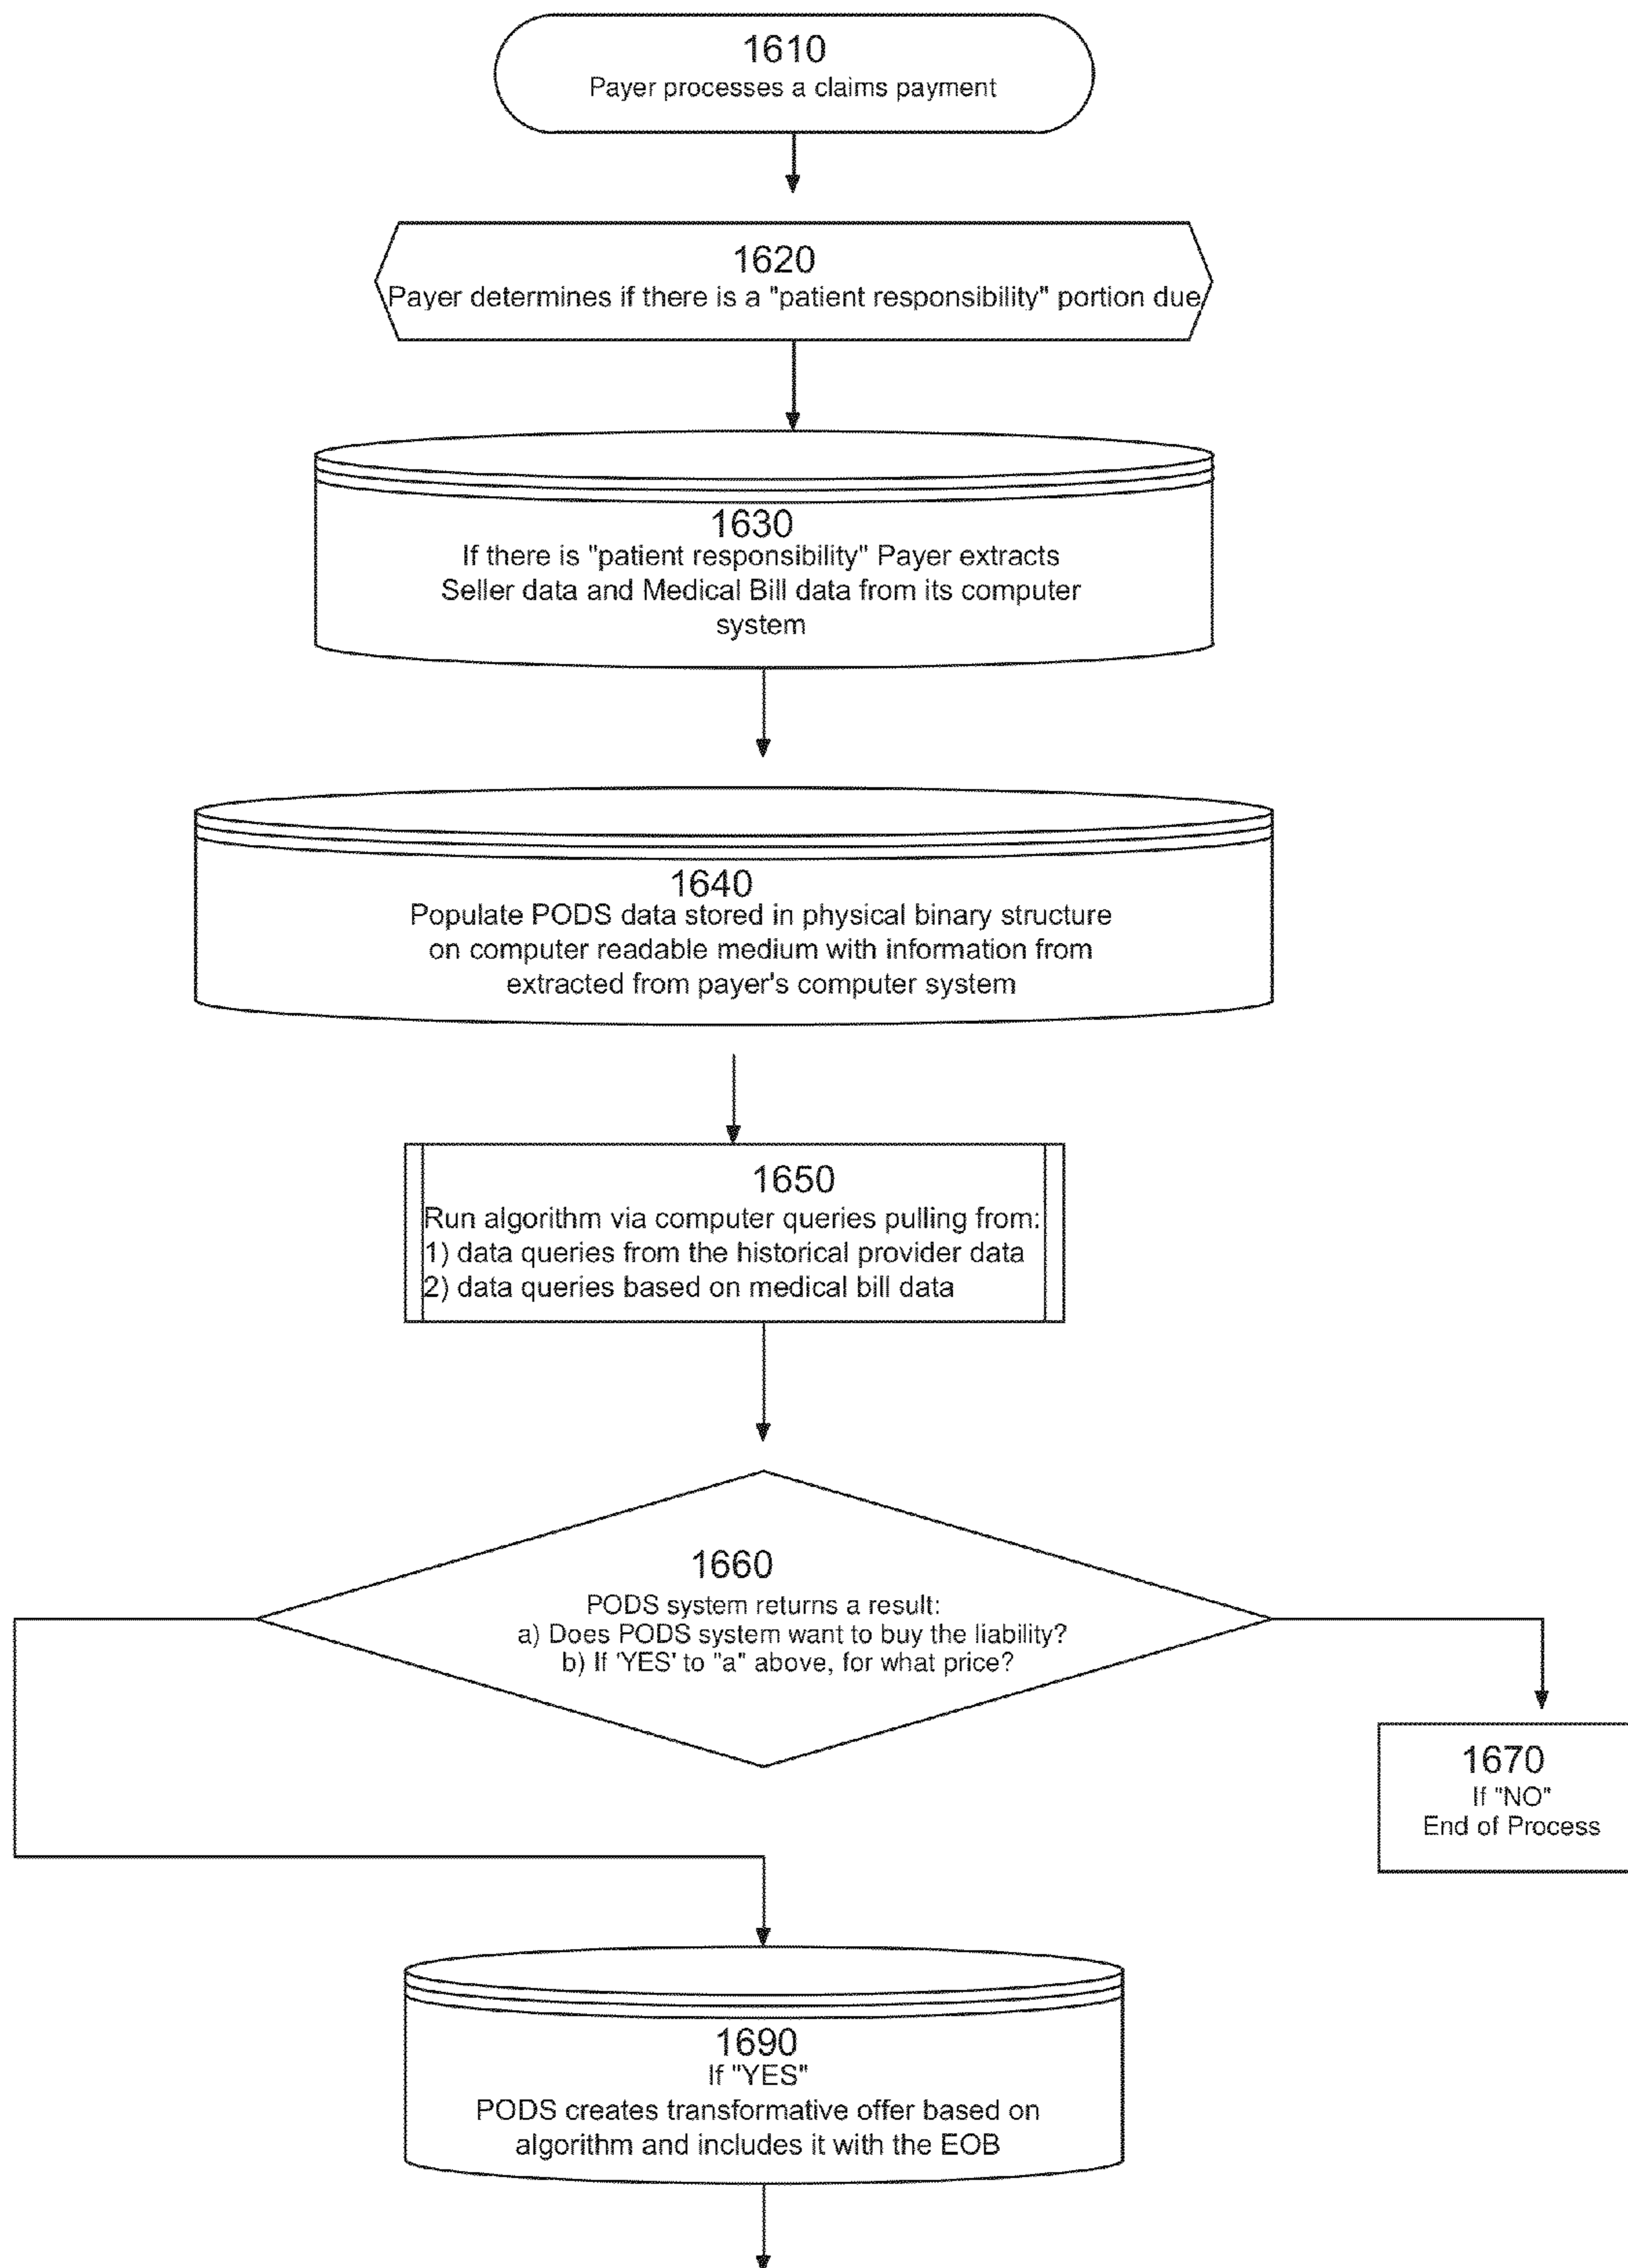 1610
Payer processes a claims payment
1620
Payer determines if there is a "patient responsibility" portion due
1630
If there is "patient responsibility" Payer extracts
Seller data and Medical Bill data from its computer
system
1640
Populate PODS data stored in physical binary structure
on computer readable medium with information from
extracted from payer's computer system
1650
Run algorithm via computer queries pulling from:
1) data queries from the historical provider data
2) data queries based on medical bill data
1660
PODS system returns a result:
a) Does PODS system want to buy the liability?
b) If 'YES' to "a" above, for what price?
1670
If "NO"
End of Process
1690
If "YES"
PODS creates transformative offer based on
algorithm and includes it with the EOB